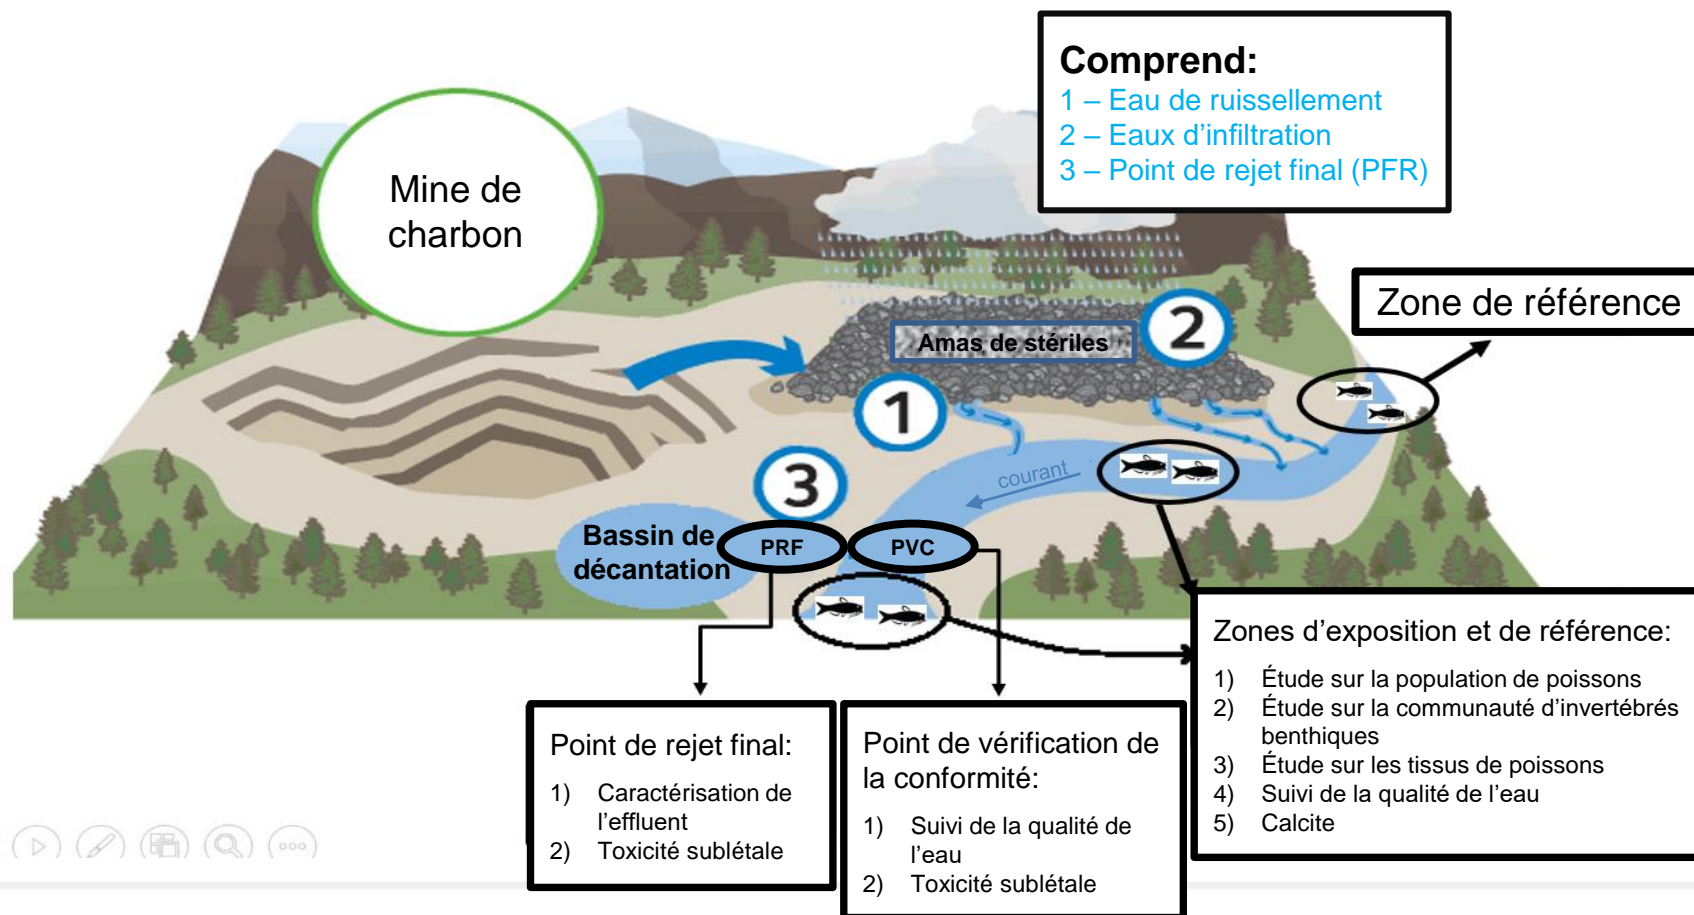 Comprend:
1 – Eau de ruissellement
2 – Eaux d'infiltration
3 – Point de rejet final (PFR)
Mine de
charbon
Zone de référence
Amas de stériles
2
1
3
courant
Bassin de
décantation
PRF
PVC
Point de rejet final:
1) Caractérisation de
l'effluent
2) Toxicité sublétale
Point de vérification de
la conformité:
1) Suivi de la qualité de
l'eau
2) Toxicité sublétale
Zones d'exposition et de référence:
1) Étude sur la population de poissons
2) Étude sur la communauté d'invertébrés
benthiques
3) Étude sur les tissus de poissons
4) Suivi de la qualité de l'eau
5) Calcite